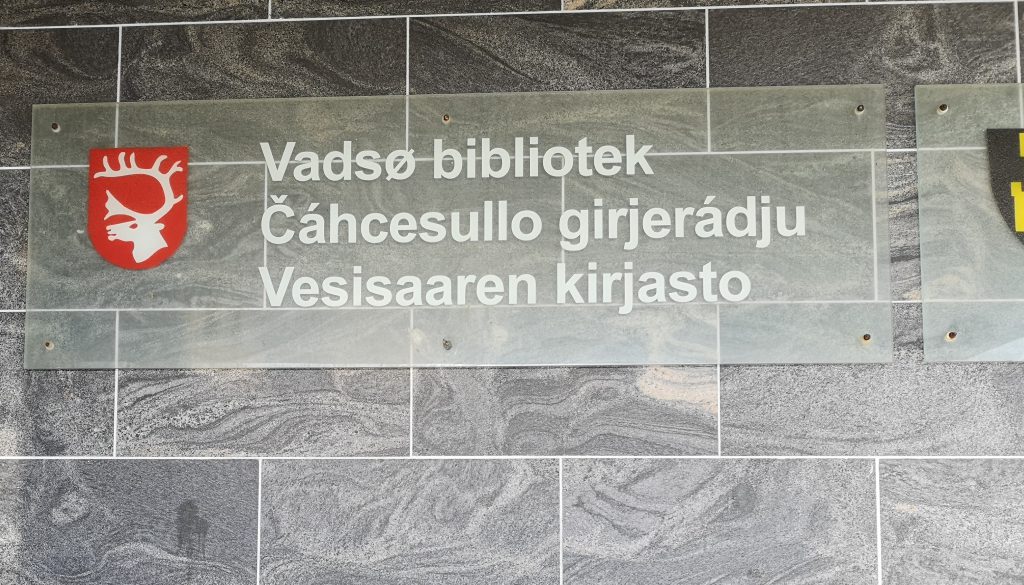 Vadsø bibliotek
Čáhcesullo girjerádju
Vesisaaren kirjasto